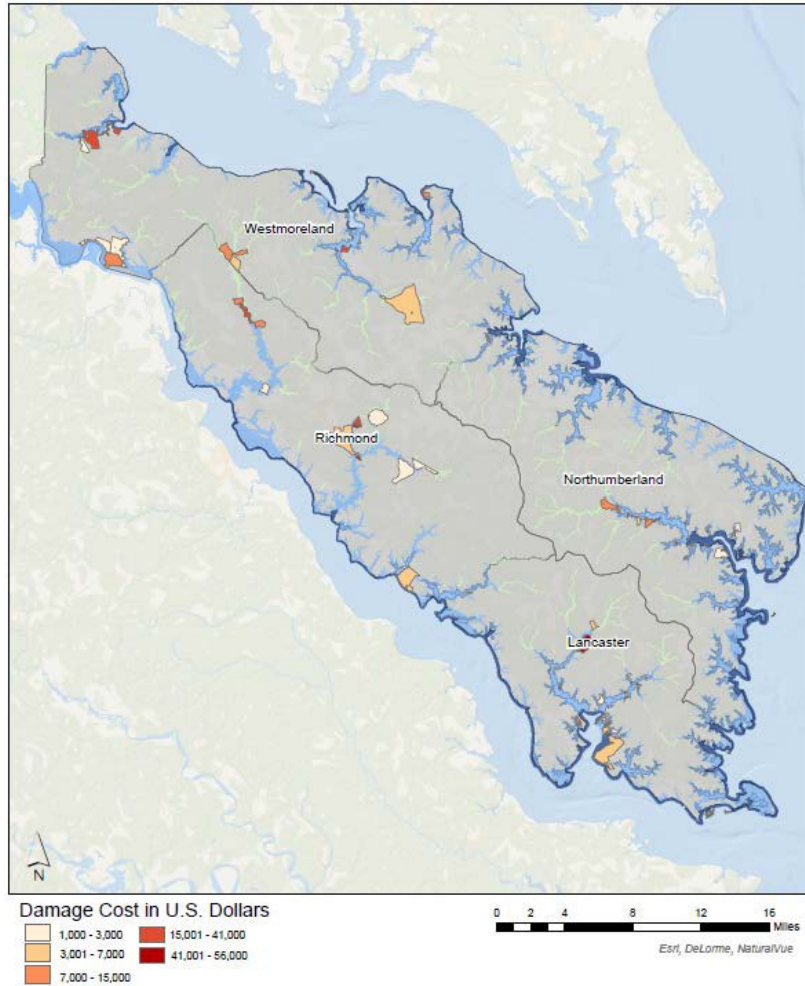 Westmoreland
Richmond
Northumberland
Lancaster
N
Damage Cost in U.S. Dollars
1,000 - 3,000
15,001 - 41,000
3,001 - 7,000
41,001 - 56,000
7,000 - 15,000
0 2 4 8 12 16
Miles
Esri, DeLorme, NaturalVue